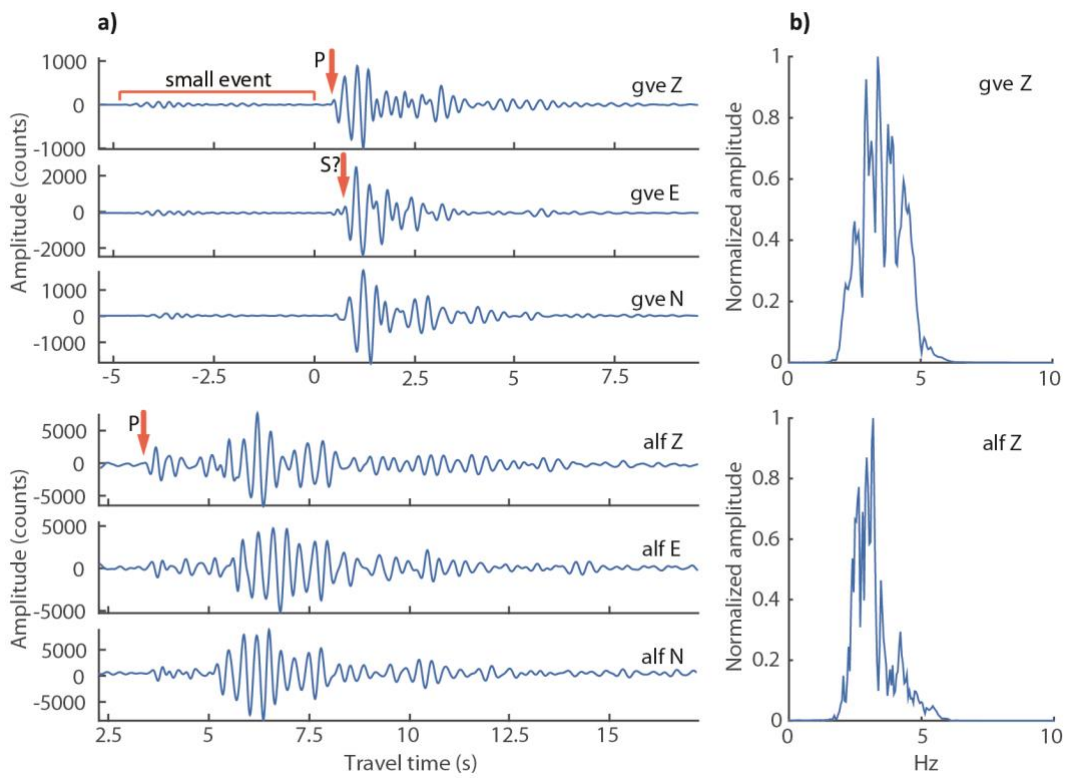 a)
P
small event
1000
0
-1000
gve Z
S?
2000
0
-2000
gve E
1000
0
-1000
gve N
Amplitude (counts)
-5 -2.5 0 2.5 5 7.5
P
5000
0
-5000
alf Z
5000
0
-5000
alf E
5000
0
-5000
alf N
Amplitude (counts)
2.5 5 7.5 10 12.5 15
Travel time (s)
b)
1
0.8
0.6
0.4
0.2
0
gve Z
Normalized amplitude
0 5 10
1
0.8
0.6
0.4
0.2
0
alf Z
Normalized amplitude
0 5 10
Hz